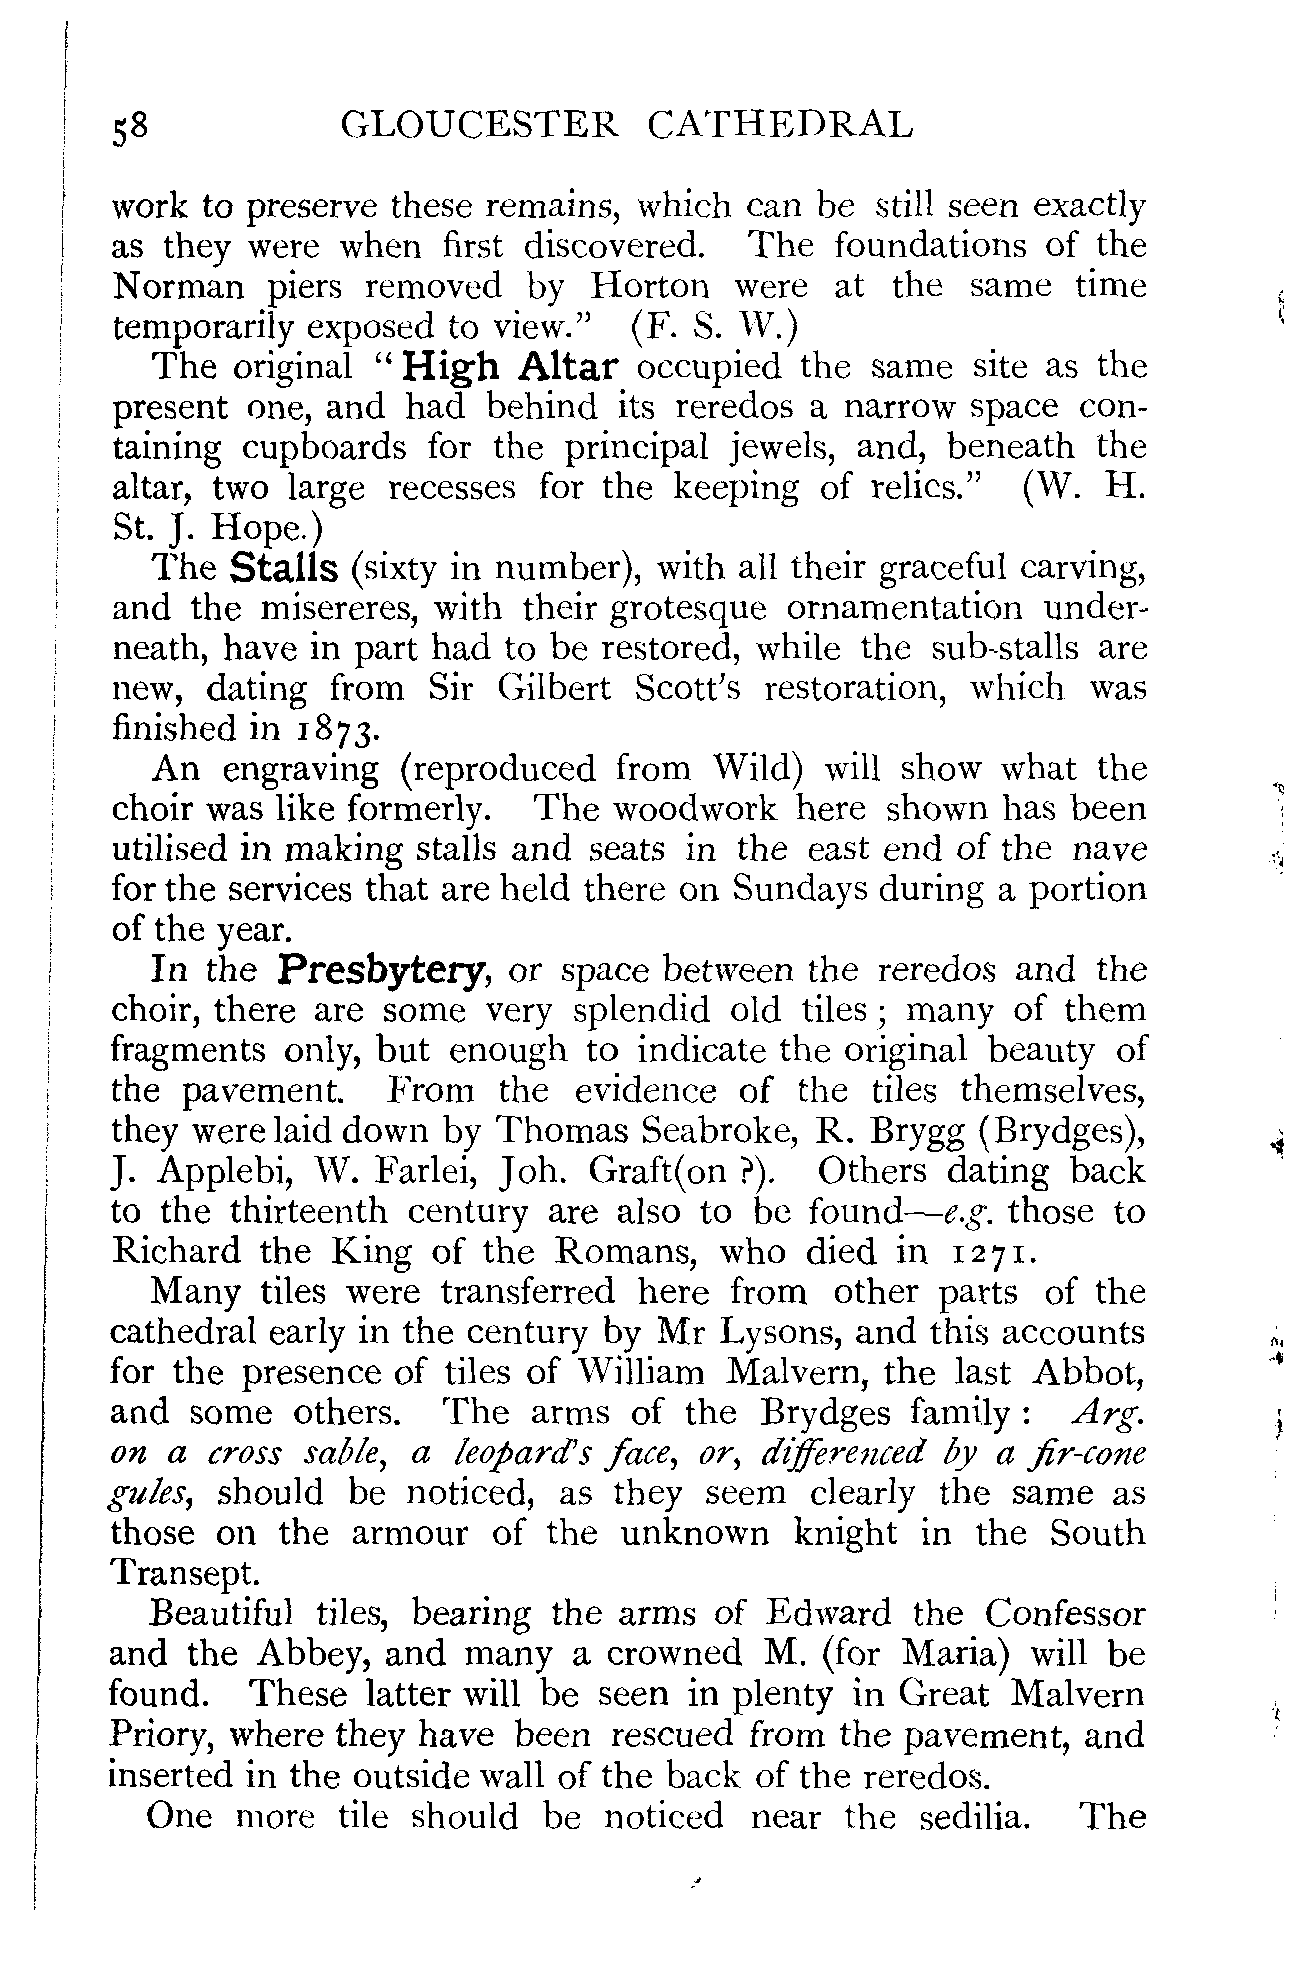 58 GLOUCESTER CATHEDRAL
work to preserve these remains, which can be still seen exactly
as they were when first discovered. The foundations of the
Norman piers removed by Horton were at the same time
temporarily exposed to view.” (F. S. W.)
The original “High Altar occupied the same site as the
present one, and had behind its reredos a narrow space con-
taining cupboards for the principal jewels, and, beneath the
altar, two large recesses for the keeping of relics.” (W. H.
St. J. Hope.)
The Stalls (sixty in number), with all their graceful carving,
and the misereres, with their grotesque ornamentation under-
neath, have in part had to be restored, while the sub-stalls are
new, dating from Sir Gilbert Scott's restoration, which was
finished in 1873.
An engraving (reproduced from Wild) will show what the
choir was like formerly. The woodwork here shown has been
utilised in making stalls and seats in the east end of the nave
for the services that are held there on Sundays during a portion
of the year.
In the Presbytery, or space between the reredos and the
choir, there are some very splendid old tiles; many of them
fragments only, but enough to indicate the original beauty of
the pavement. From the evidence of the tiles themselves,
they were laid down by Thomas Seabroke, R. Brygg (Brydges),
J. Applebi, W. Farlei, Joh. Graft(on ?). Others dating back
to the thirteenth century are also to be found—e.g. those to
Richard the King of the Romans, who died in 1271.
Many tiles were transferred here from other parts of the
cathedral early in the century by Mr Lysons, and this accounts
for the presence of tiles of William Malvern, the last Abbot,
and some others. The arms of the Brydges family: Arg.
on a cross sable, a leopard's face, or, differenced by a fir-cone
gules, should be noticed, as they seem clearly the same as
those on the armour of the unknown knight in the South
Transept.
Beautiful tiles, bearing the arms of Edward the Confessor
and the Abbey, and many a crowned M. (for Maria) will be
found. These latter will be seen in plenty in Great Malvern
Priory, where they have been rescued from the pavement, and
inserted in the outside wall of the back of the reredos.
One more tile should be noticed near the sedilia. The